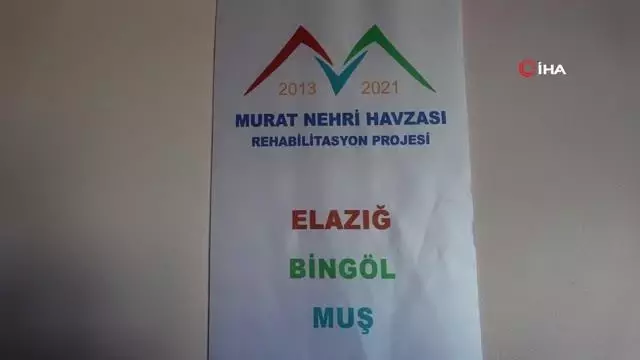 İHA
2013 2021
MURAT NEHRİ HAVZASI
REHABİLİTASYON PROJESİ
ELAZIĞ
BİNGÖL
MUŞ